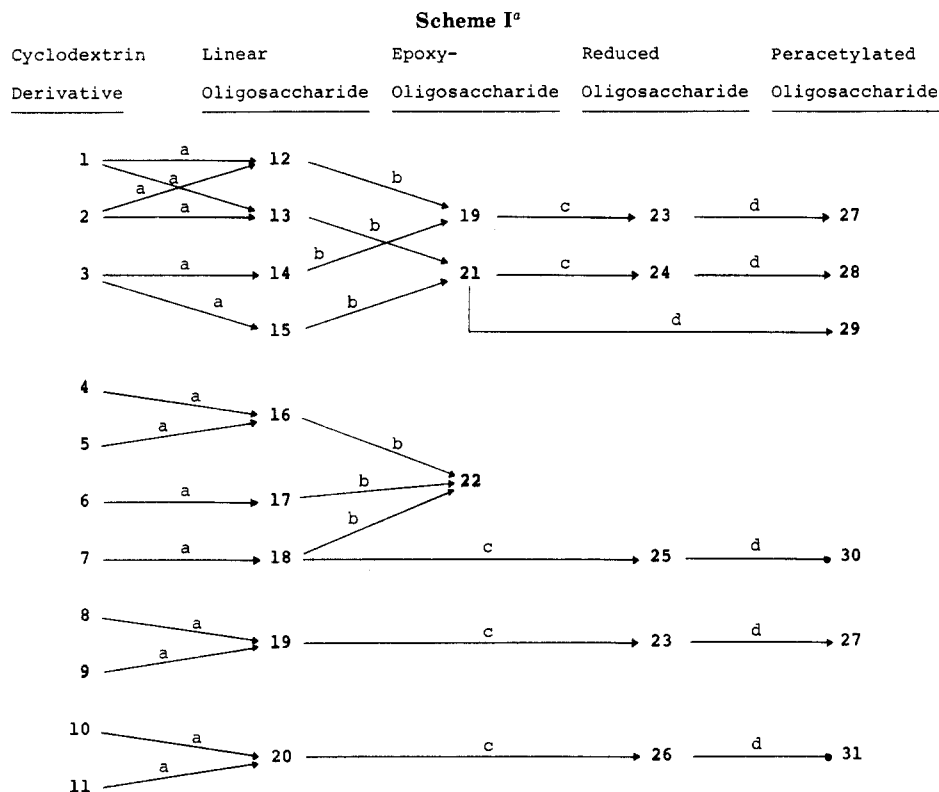 Scheme Iᵃ
Cyclodextrin Linear Epoxy- Reduced Peracetylated
Derivative Oligosaccharide Oligosaccharide Oligosaccharide Oligosaccharide
1 a 12
a a b
2 a 13 b 19 c 23 d 27
3 a 14 b 21 c 24 d 28
a 15 b d 29
4 a 16
5 a b
6 a 17 b 22
b
7 a 18 c 25 d 30
8 a
19 c 23 d 27
9 a
10 a
20 c 26 d 31
11 a